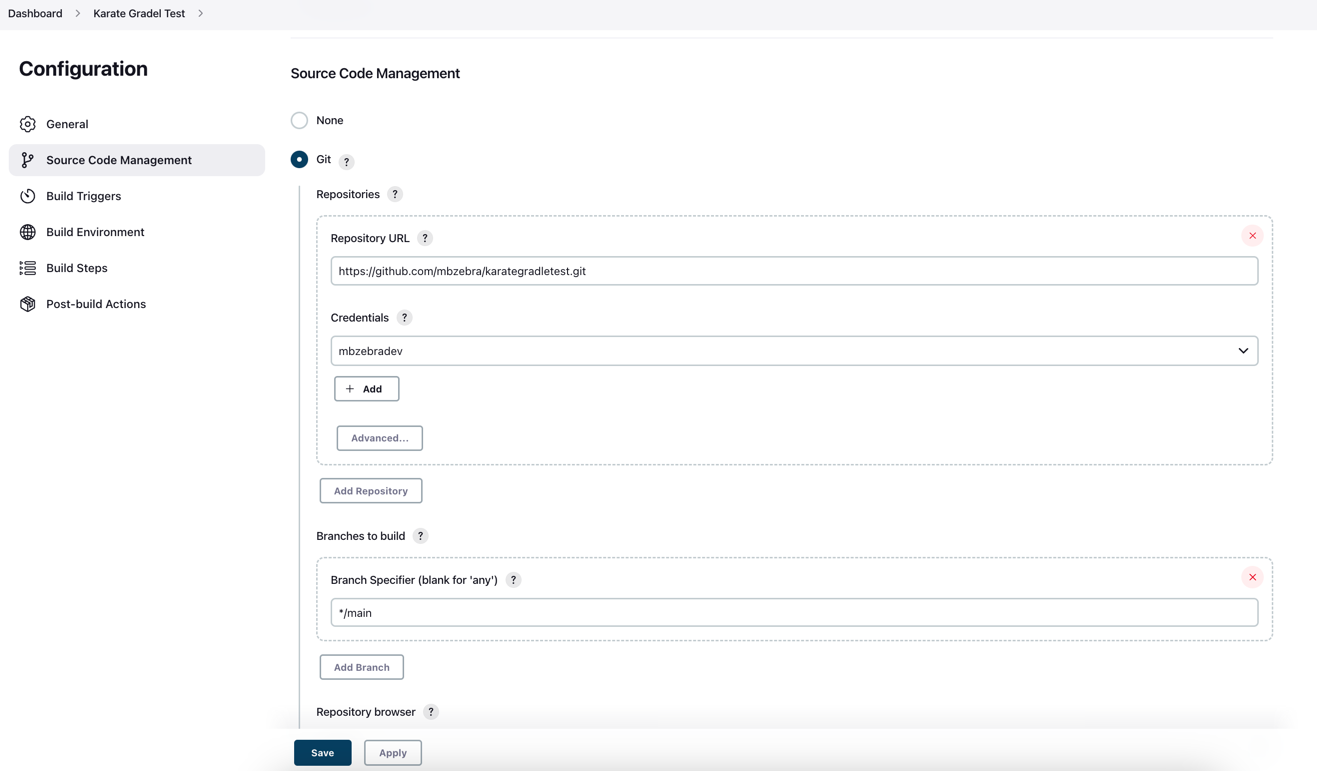 Dashboard > Karate Gradel Test >
Configuration
General
Source Code Management
Build Triggers
Build Environment
Build Steps
Post-build Actions
Source Code Management
None
Git ?
Repositories ?
Repository URL ?
https://github.com/mbzebra/karategradletest.git
Credentials ?
mbzebradev
+ Add
Advanced...
Add Repository
Branches to build ?
Branch Specifier (blank for 'any') ?
*/main
Add Branch
Repository browser ?
Save Apply